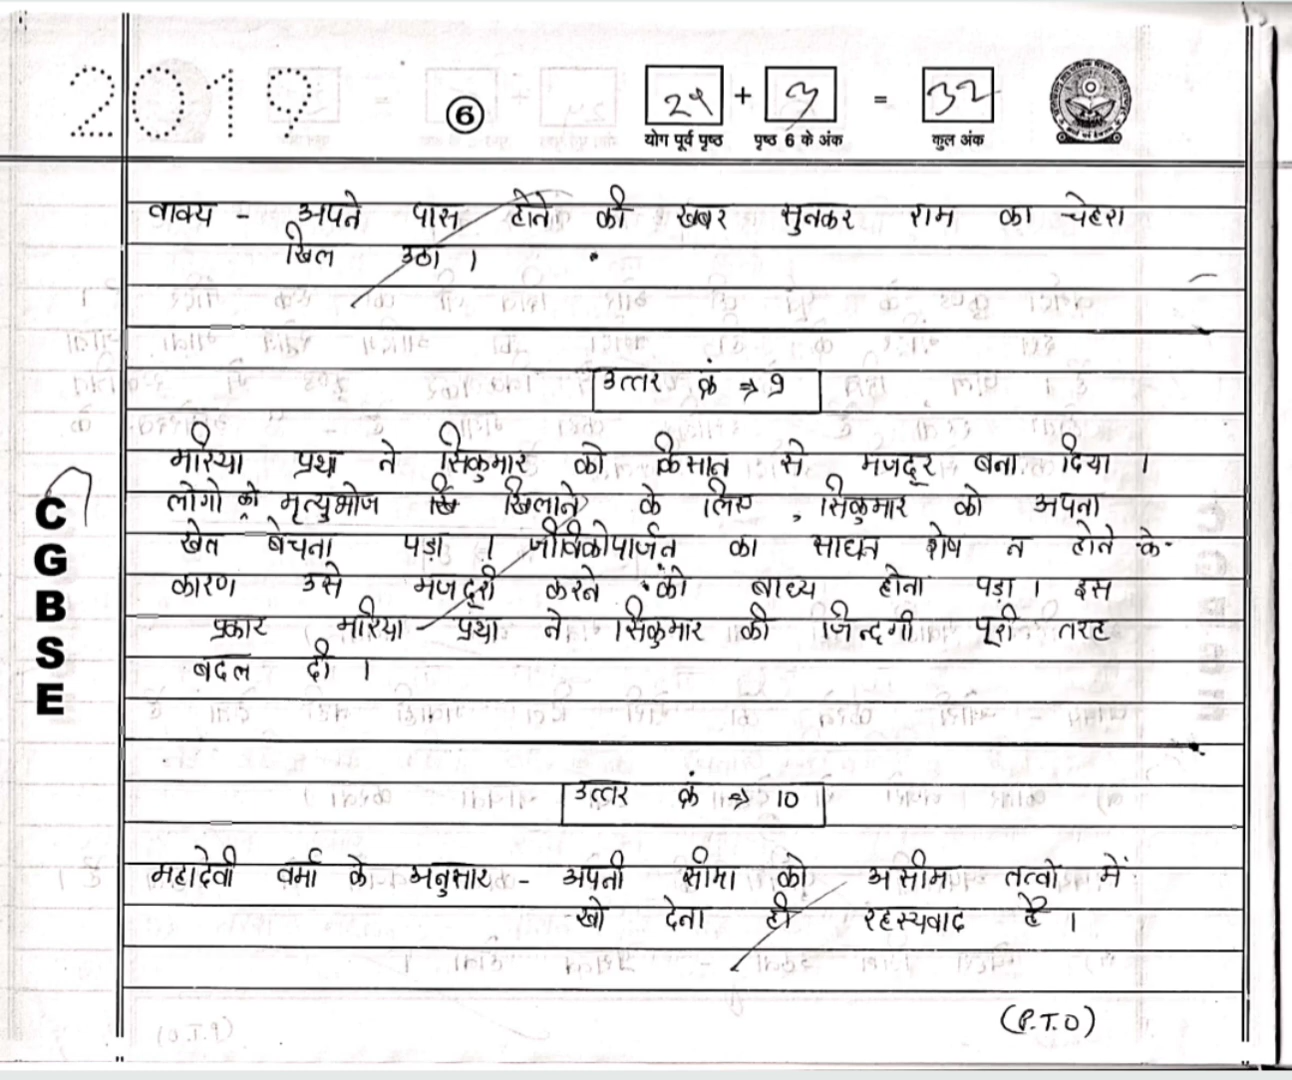 2019
6
29 + 3 = 32
योग पूर्व पृष्ठ पृष्ठ 6 के अंक कुल अंक
वाक्य - अपने पास होने की खबर सुनकर राम का चेहरा
खिल उठा ।
उत्तर क्रं ⇒ 9
मरिया प्रथा ने सिकुमार को किसान से मजदूर बना दिया ।
लोगो को मृत्युभोज खि खिलाने के लिए , सिकुमार को अपना
खेत बेचना पड़ा । जीविकोपार्जन का साधन शेष न होने के-
कारण उसे मजदूरी करने को बाध्य होना पड़ा । इस
प्रकार मरिया प्रथा ने सिकुमार की जिन्दगी पूरी तरह
बदल दी ।
उत्तर क्रं ⇒ 10
महादेवी वर्मा के अनुसार - अपनी सीमा को असीम तत्वों में
खो देना ही रहस्यवाद है ।
(P.T.O)
CGBSE